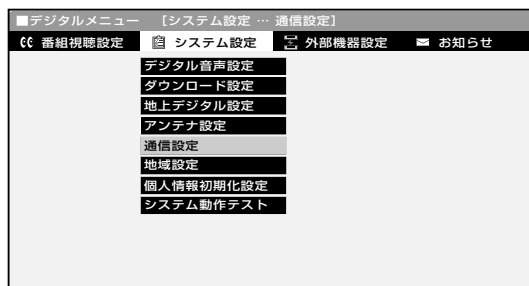 ■デジタルメニュー [システム設定 … 通信設定]
番組視聴設定 システム設定 外部機器設定 お知らせ
デジタル音声設定
ダウンロード設定
地上デジタル設定
アンテナ設定
通信設定
地域設定
個人情報初期化設定
システム動作テスト